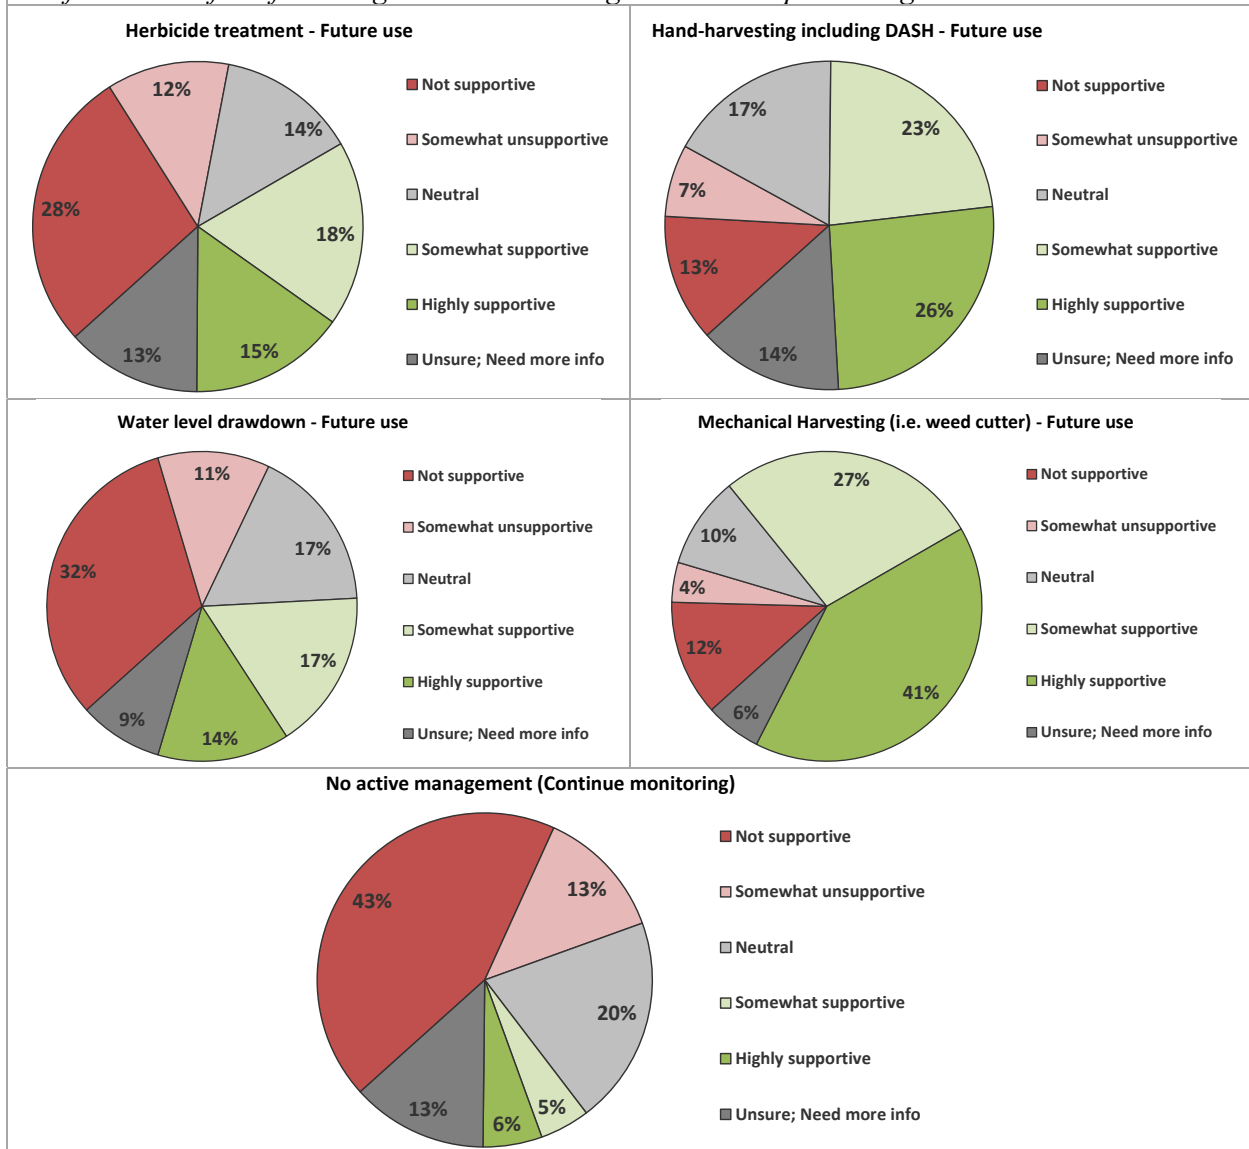 Herbicide treatment - Future use
12%
14%
28%
18%
13%
15%
Not supportive
Somewhat unsupportive
Neutral
Somewhat supportive
Highly supportive
Unsure; Need more info
Hand-harvesting including DASH - Future use
17%
23%
7%
13%
26%
14%
Not supportive
Somewhat unsupportive
Neutral
Somewhat supportive
Highly supportive
Unsure; Need more info
Water level drawdown - Future use
11%
17%
32%
17%
9%
14%
Not supportive
Somewhat unsupportive
Neutral
Somewhat supportive
Highly supportive
Unsure; Need more info
Mechanical Harvesting (i.e. weed cutter) - Future use
27%
10%
4%
12%
41%
6%
Not supportive
Somewhat unsupportive
Neutral
Somewhat supportive
Highly supportive
Unsure; Need more info
No active management (Continue monitoring)
43%
13%
20%
13%
6%
5%
Not supportive
Somewhat unsupportive
Neutral
Somewhat supportive
Highly supportive
Unsure; Need more info